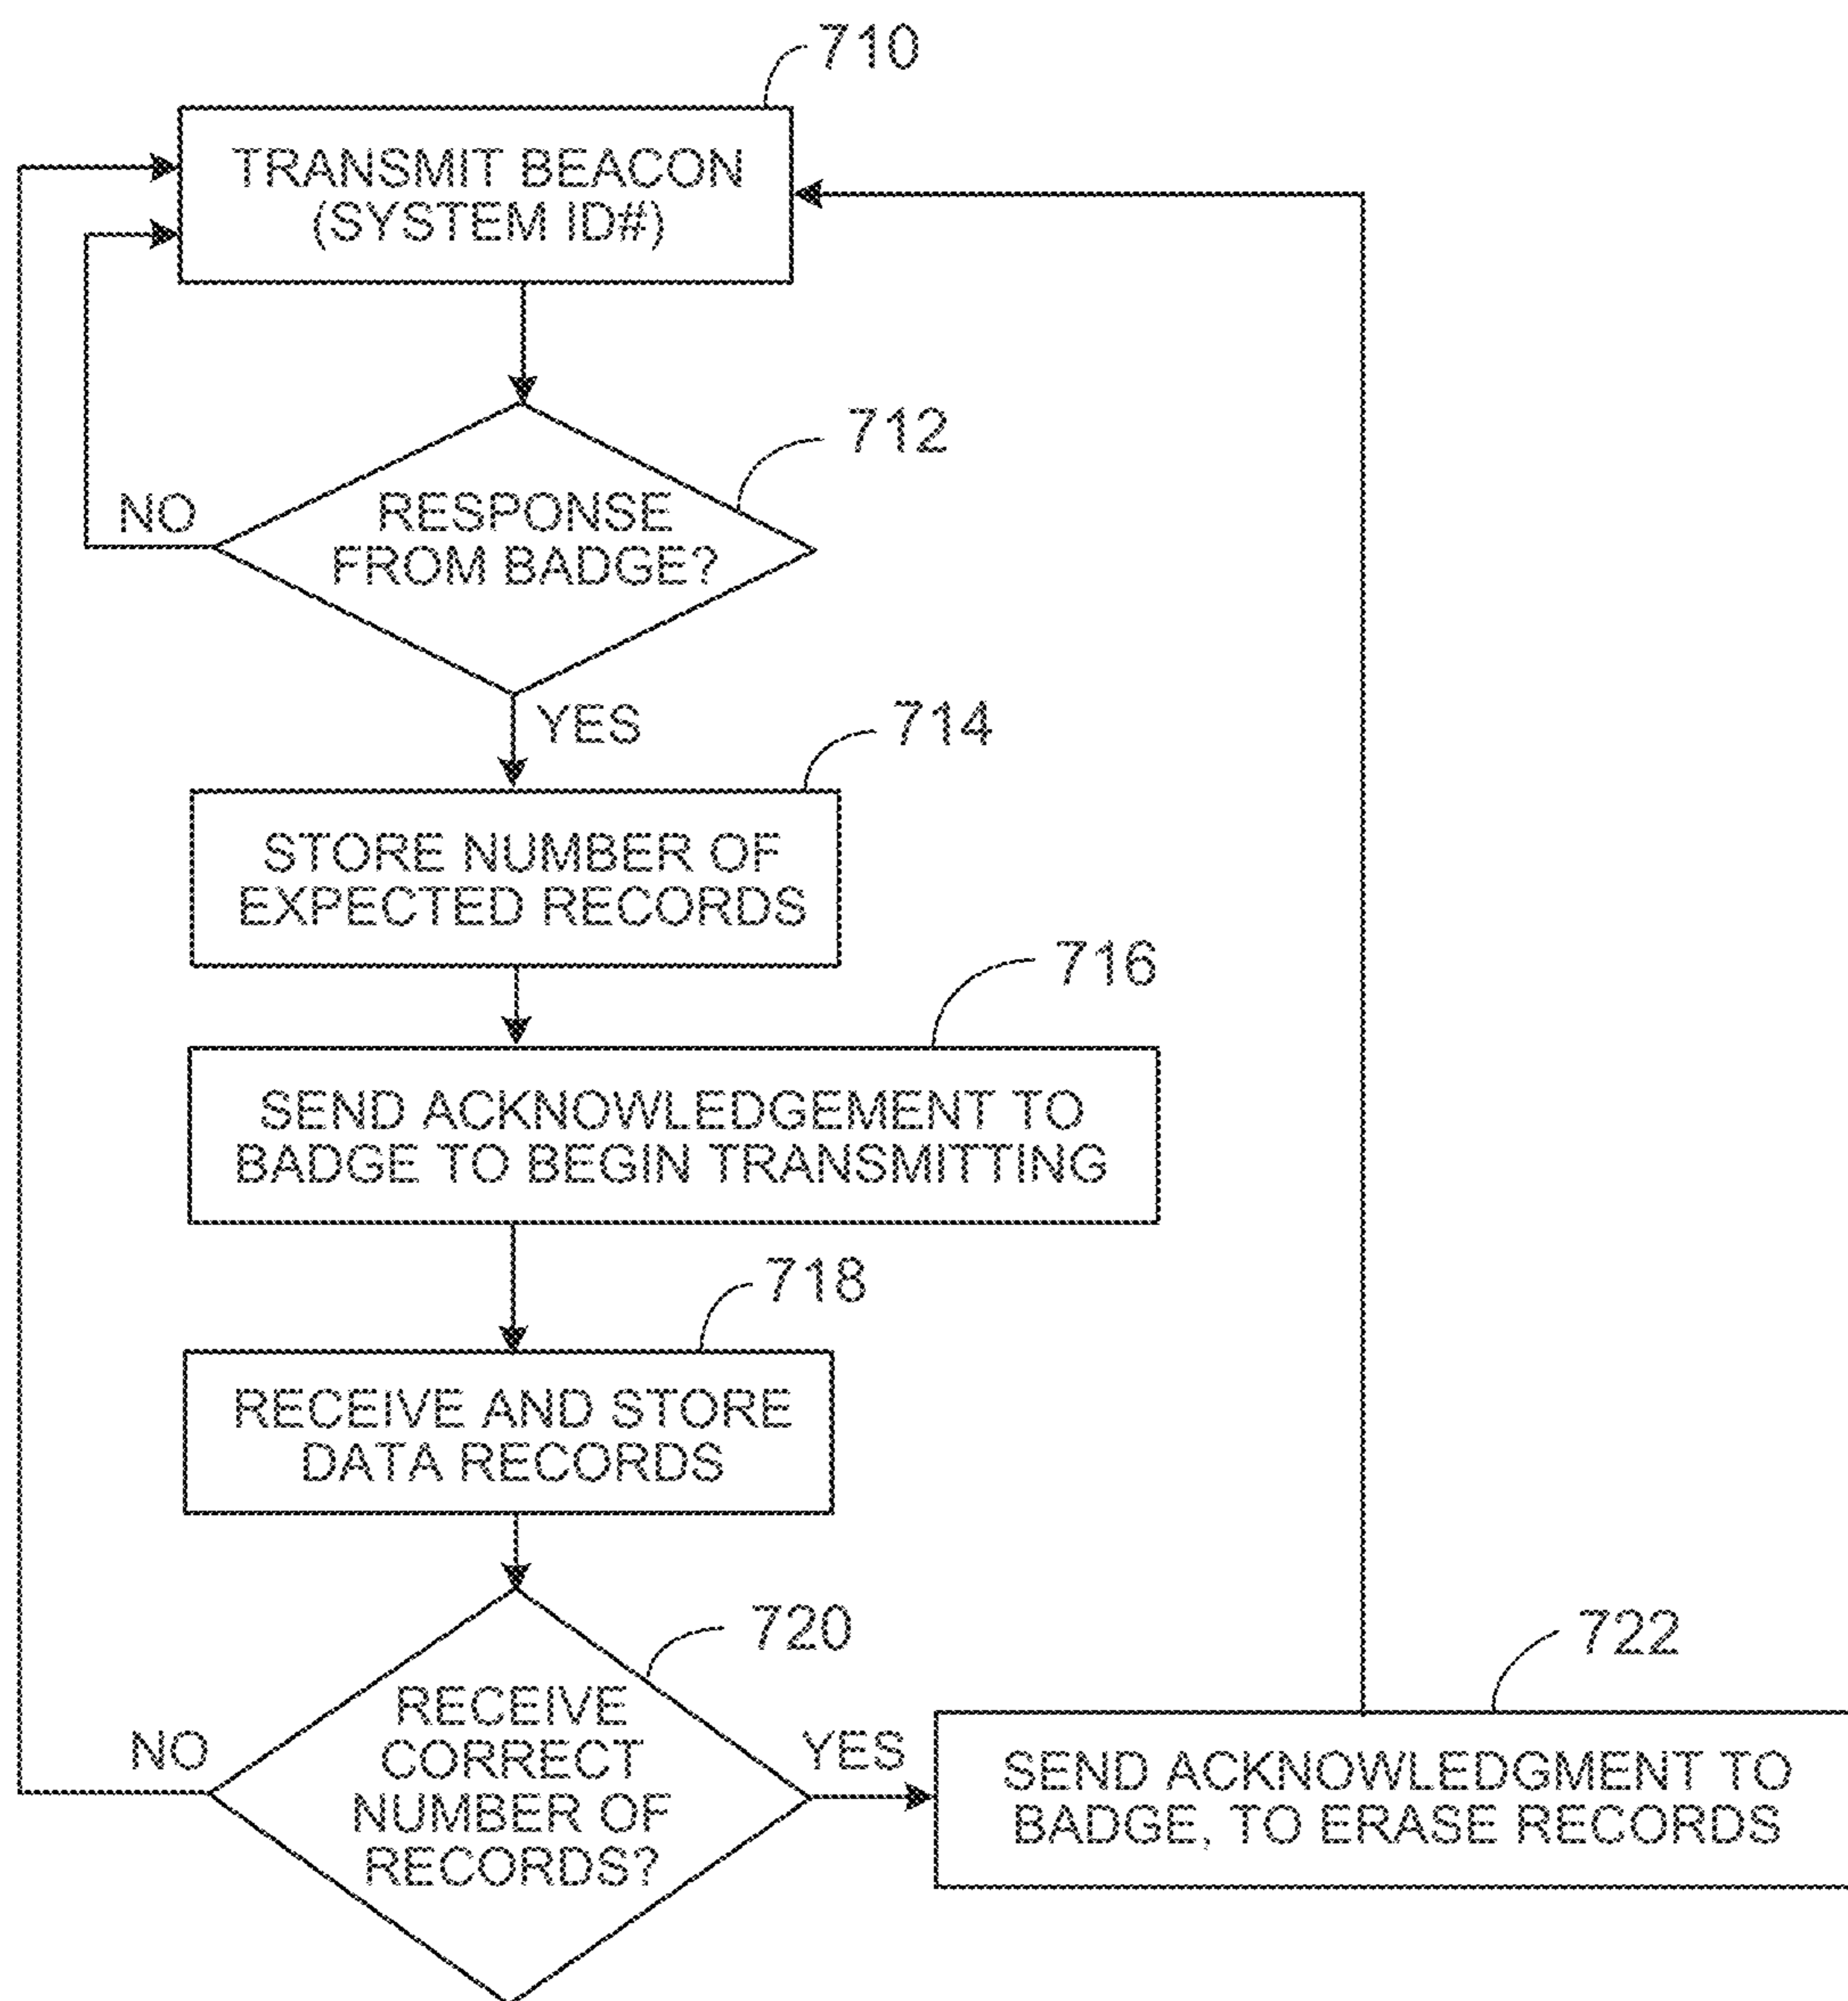 710
TRANSMIT BEACON
(SYSTEM ID#)
712
RESPONSE
FROM BADGE?
NO
YES
714
STORE NUMBER OF
EXPECTED RECORDS
716
SEND ACKNOWLEDGEMENT TO
BADGE TO BEGIN TRANSMITTING
718
RECEIVE AND STORE
DATA RECORDS
720
RECEIVE
CORRECT
NUMBER OF
RECORDS?
NO
YES
722
SEND ACKNOWLEDGMENT TO
BADGE, TO ERASE RECORDS